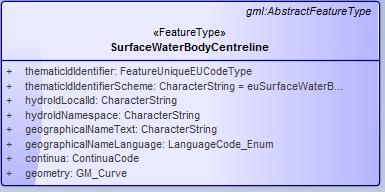 gml:AbstractFeatureType
«FeatureType»
SurfaceWaterBodyCentreline
+ thematicIdIdentifier: FeatureUniqueEUCodeType
+ thematicIdIdentifierScheme: CharacterString = euSurfaceWaterB...
+ hydroIdLocalId: CharacterString
+ hydroIdNamespace: CharacterString
+ geographicalNameText: CharacterString
+ geographicalNameLanguage: LanguageCode_Enum
+ continua: ContinuaCode
+ geometry: GM_Curve